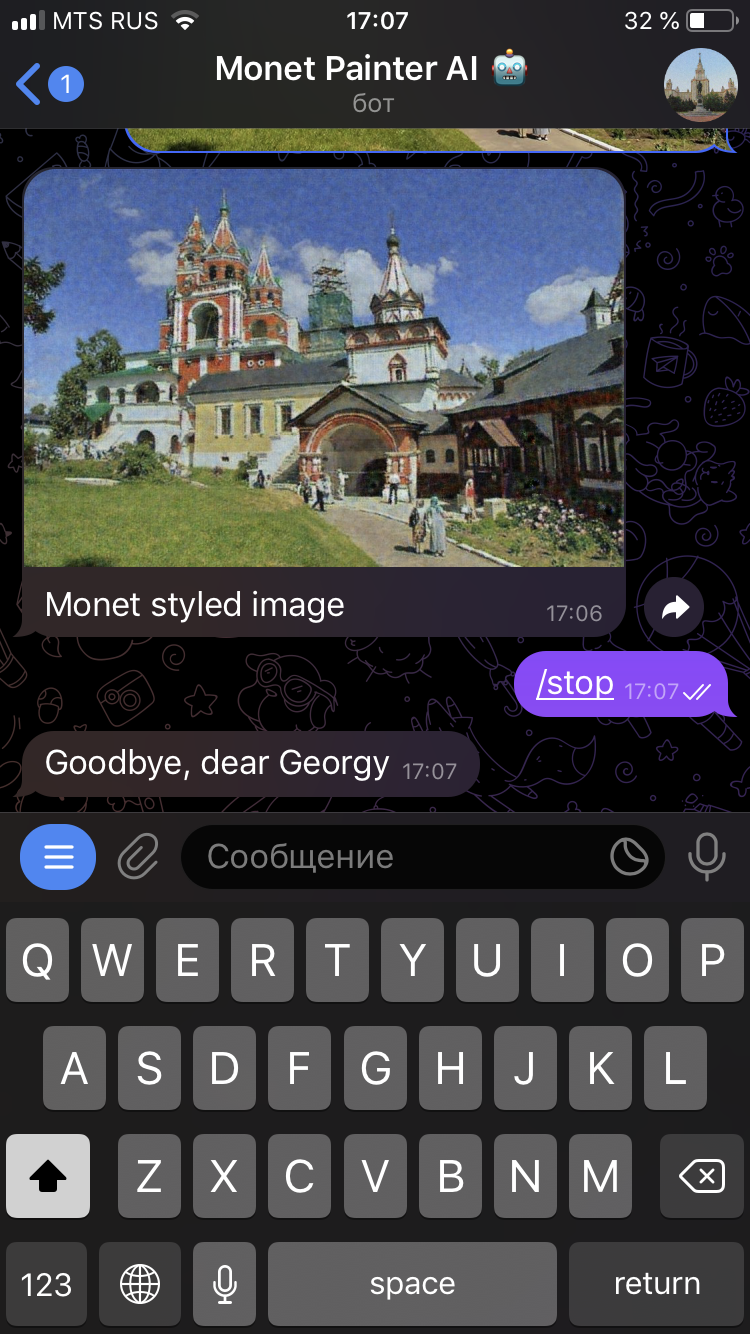 MTS RUS 17:07 32 %
1 Monet Painter AI
бот
Monet styled image 17:06
/stop 17:07
Goodbye, dear Georgy 17:07
Сообщение
Q W E R T Y U I O P
A S D F G H J K L
Z X C V B N M
123 space return